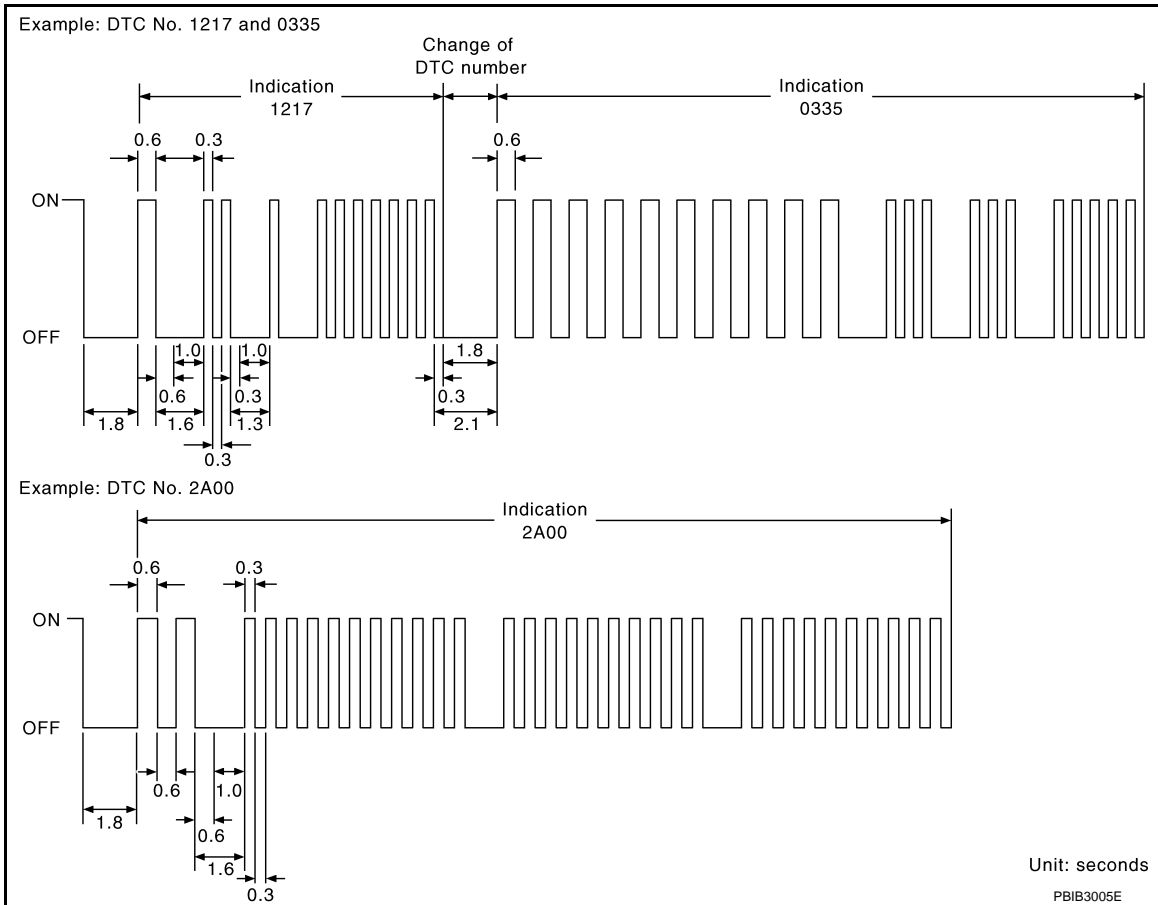 Example: DTC No. 1217 and 0335
Change of
DTC number
Indication
1217
Indication
0335
0.6
0.3
0.6
ON
OFF
1.0
1.0
1.8
0.6
0.3
0.3
1.8
1.6
1.3
2.1
0.3
Example: DTC No. 2A00
Indication
2A00
0.6
0.3
ON
OFF
0.6
1.0
1.8
0.6
1.6
0.3
Unit: seconds
PBIB3005E